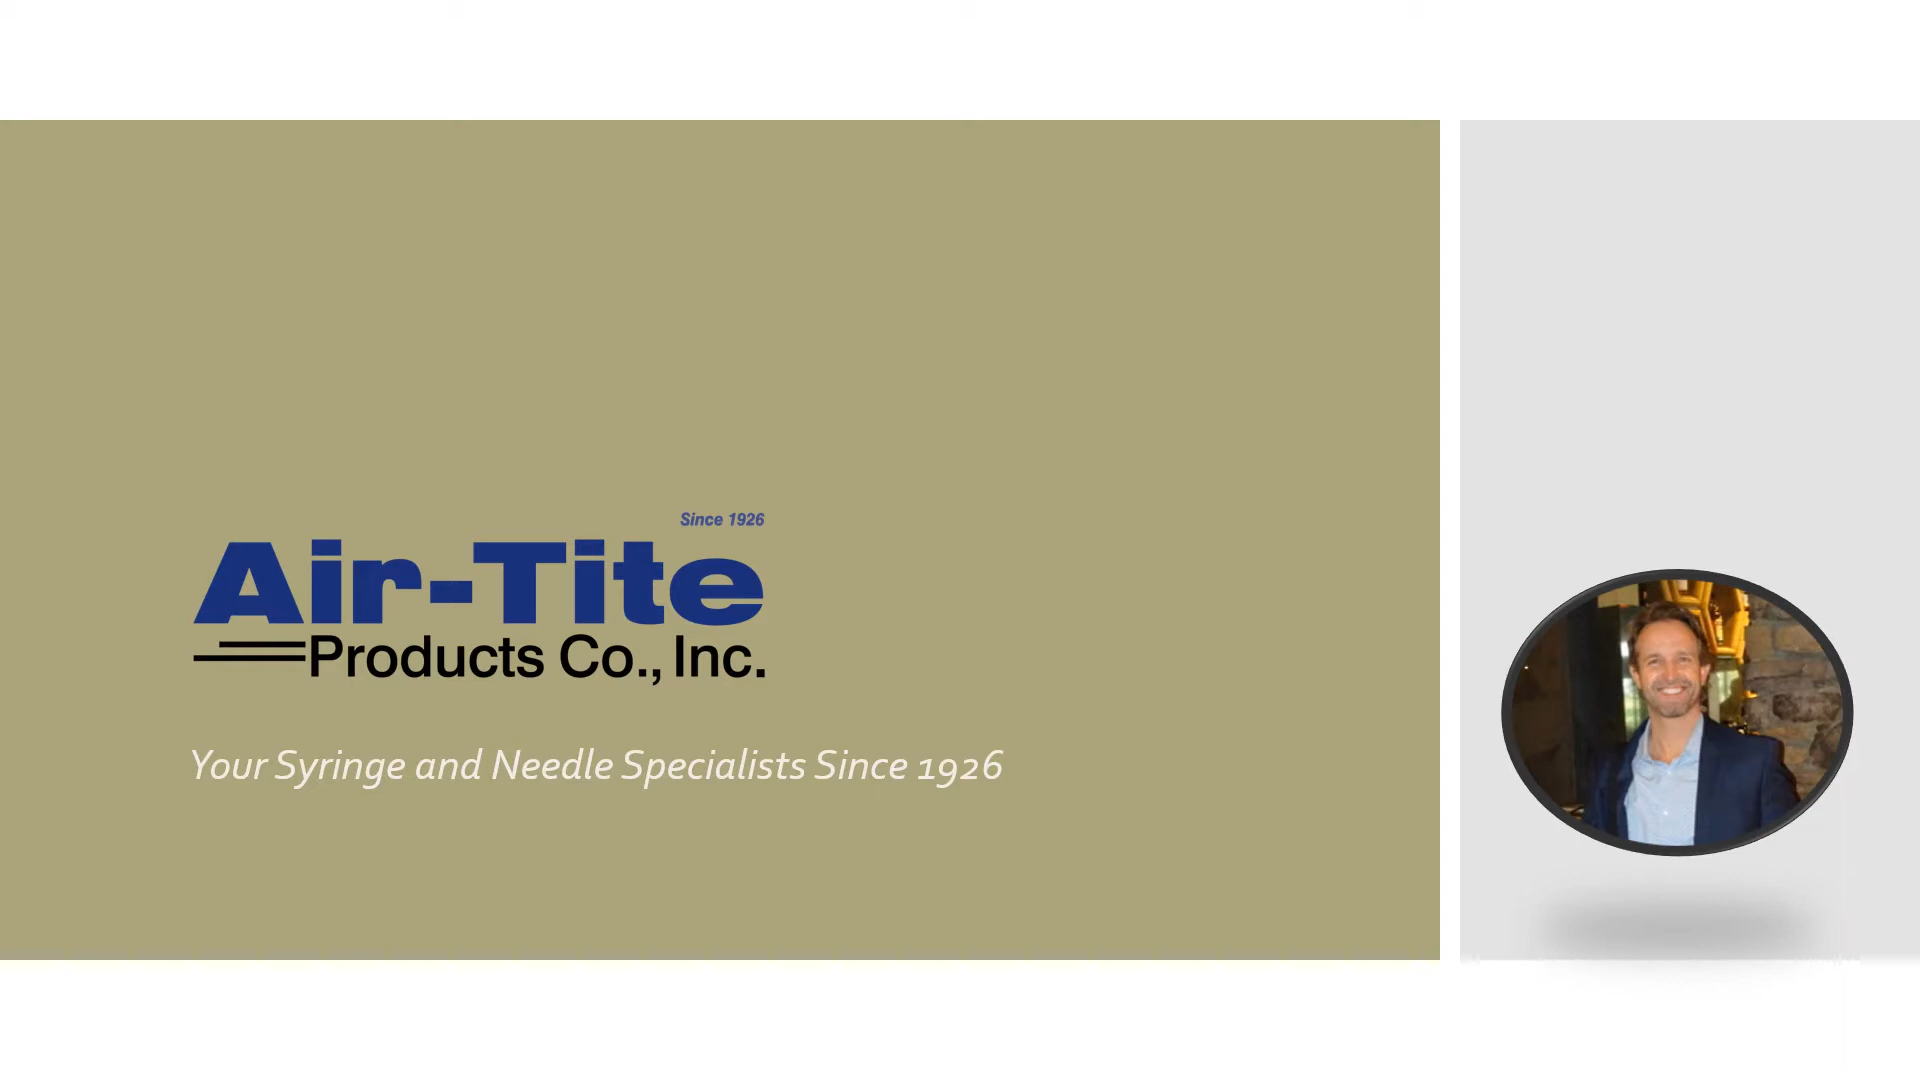 Since 1926
Air-Tite
Products Co., Inc.
Your Syringe and Needle Specialists Since 1926